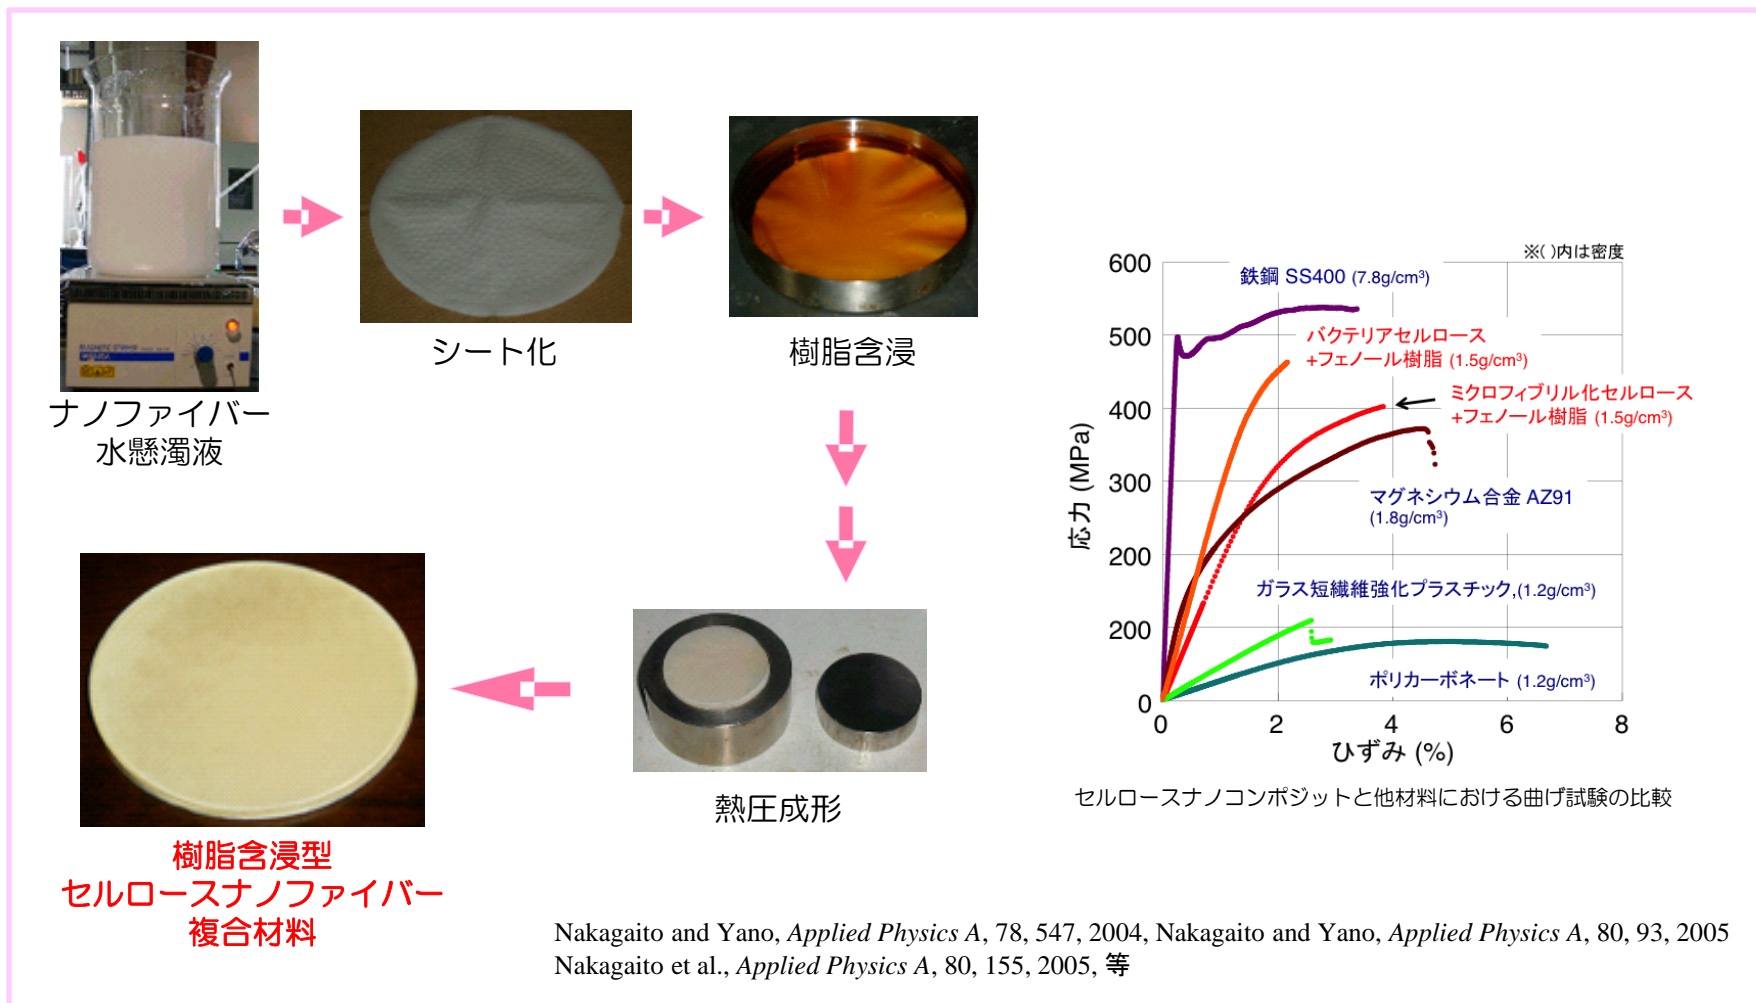 ナノファイバー
水懸濁液
シート化
樹脂含浸
熱圧成形
樹脂含浸型
セルロースナノファイバー
複合材料
※( )内は密度
600
500
400
300
200
200
0
0
2
4
6
8
応力 (MPa)
ひずみ (%)
鉄鋼 SS400 (7.8g/cm³)
バクテリアセルロース
+フェノール樹脂 (1.5g/cm³)
ミクロフィブリル化セルロース
+フェノール樹脂 (1.5g/cm³)
マグネシウム合金 AZ91
(1.8g/cm³)
ガラス短繊維強化プラスチック,(1.2g/cm³)
ポリカーボネート (1.2g/cm³)
セルロースナノコンポジットと他材料における曲げ試験の比較
Nakagaito and Yano, Applied Physics A, 78, 547, 2004, Nakagaito and Yano, Applied Physics A, 80, 93, 2005
Nakagaito et al., Applied Physics A, 80, 155, 2005, 等